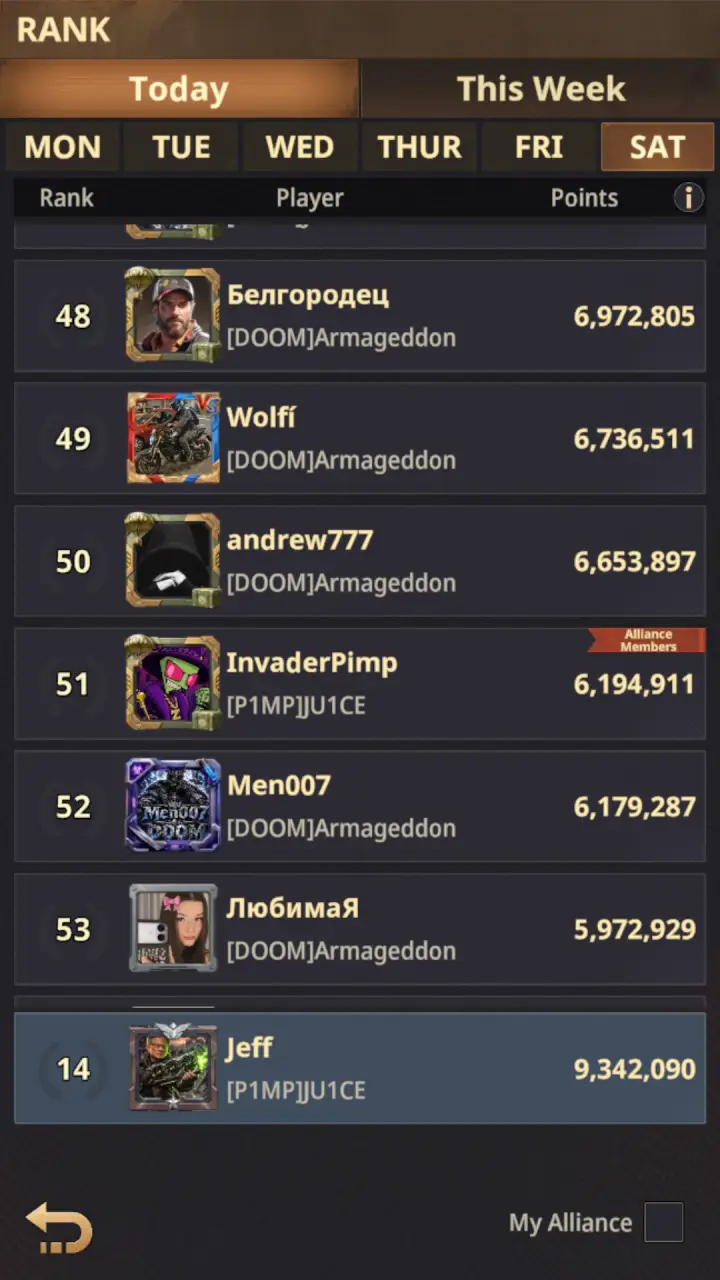 RANK
Today
This Week
MON
TUE
WED
THUR
FRI
SAT
Rank
Player
Points
48
Белгородец
[DOOM]Armageddon
6,972,805
49
VS
Wolfí
[DOOM]Armageddon
6,736,511
50
andrew777
[DOOM]Armageddon
6,653,897
Alliance
Members
51
InvaderPimp
[P1MP]JU1CE
6,194,911
52
Men007
DOOM
Men007
[DOOM]Armageddon
6,179,287
53
ЛюбимаЯ
[DOOM]Armageddon
5,972,929
14
Jeff
[P1MP]JU1CE
9,342,090
My Alliance